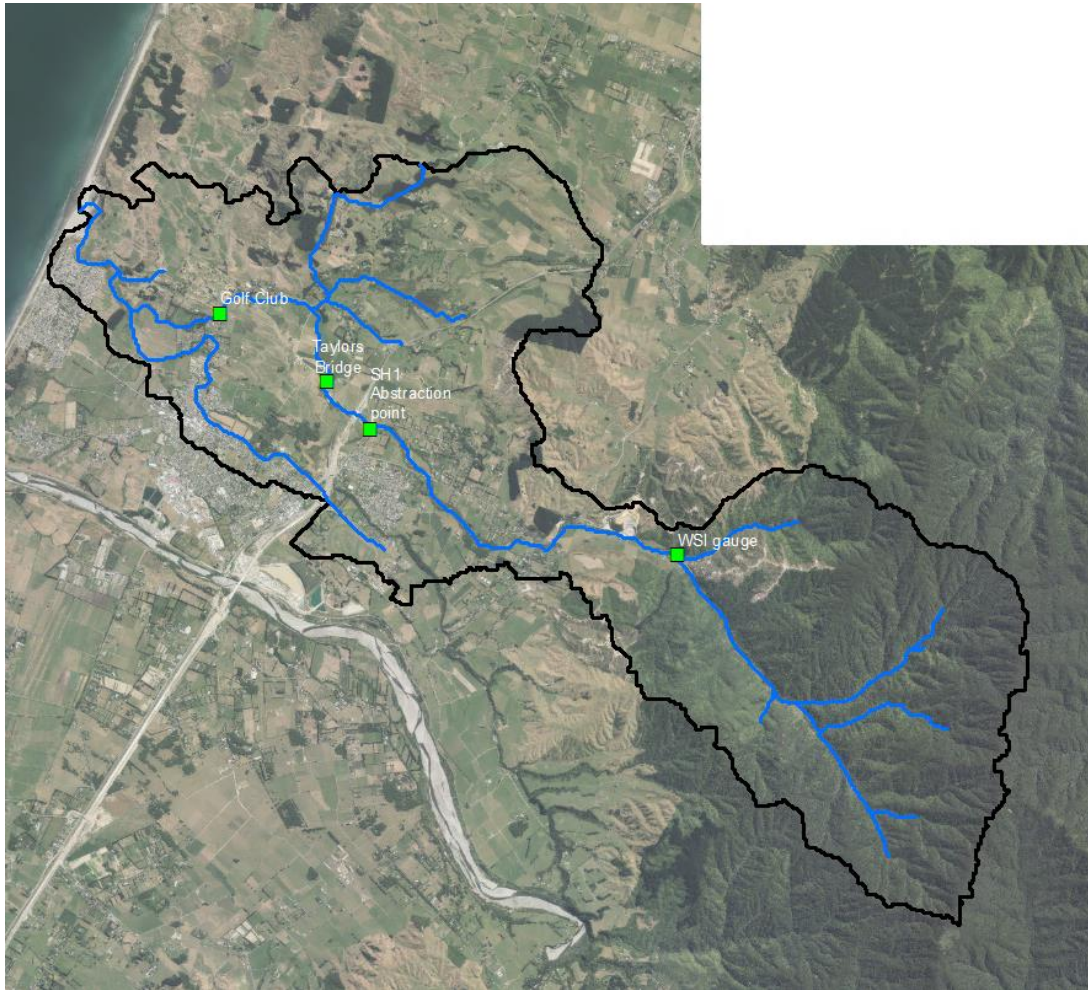 Golf Club
Taylors
Bridge
SH1
Abstraction
point
WSI gauge